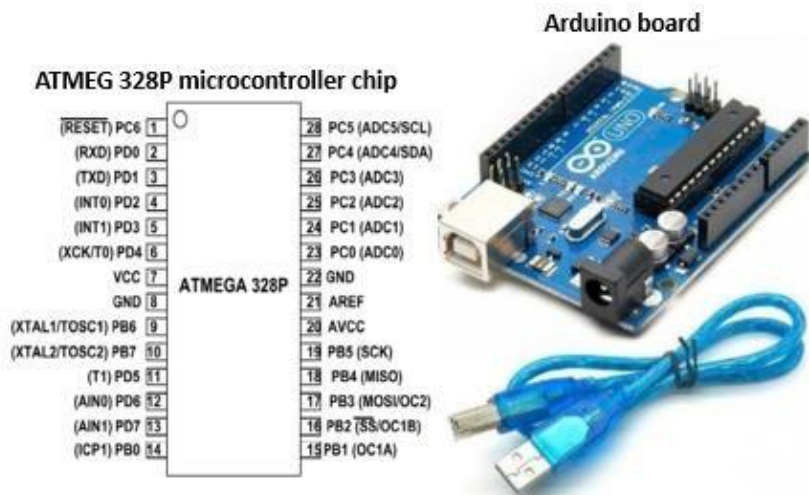 Arduino board
ATMEG 328P microcontroller chip
(RESET) PC6 1
(RXD) PD0 2
(TXD) PD1 3
(INT0) PD2 4
(INT1) PD3 5
(XCK/T0) PD4 6
VCC 7
GND 8
(XTAL1/TOSC1) PB6 9
(XTAL2/TOSC2) PB7 10
(T1) PD5 11
(AIN0) PD6 12
(AIN1) PD7 13
(ICP1) PB0 14
ATMEGA 328P
28 PC5 (ADC5/SCL)
27 PC4 (ADC4/SDA)
26 PC3 (ADC3)
25 PC2 (ADC2)
24 PC1 (ADC1)
23 PC0 (ADC0)
22 GND
21 AREF
20 AVCC
19 PB5 (SCK)
18 PB4 (MISO)
17 PB3 (MOSI/OC2)
16 PB2 (SS/OC1B)
15 PB1 (OC1A)
UNO
ARDUINO